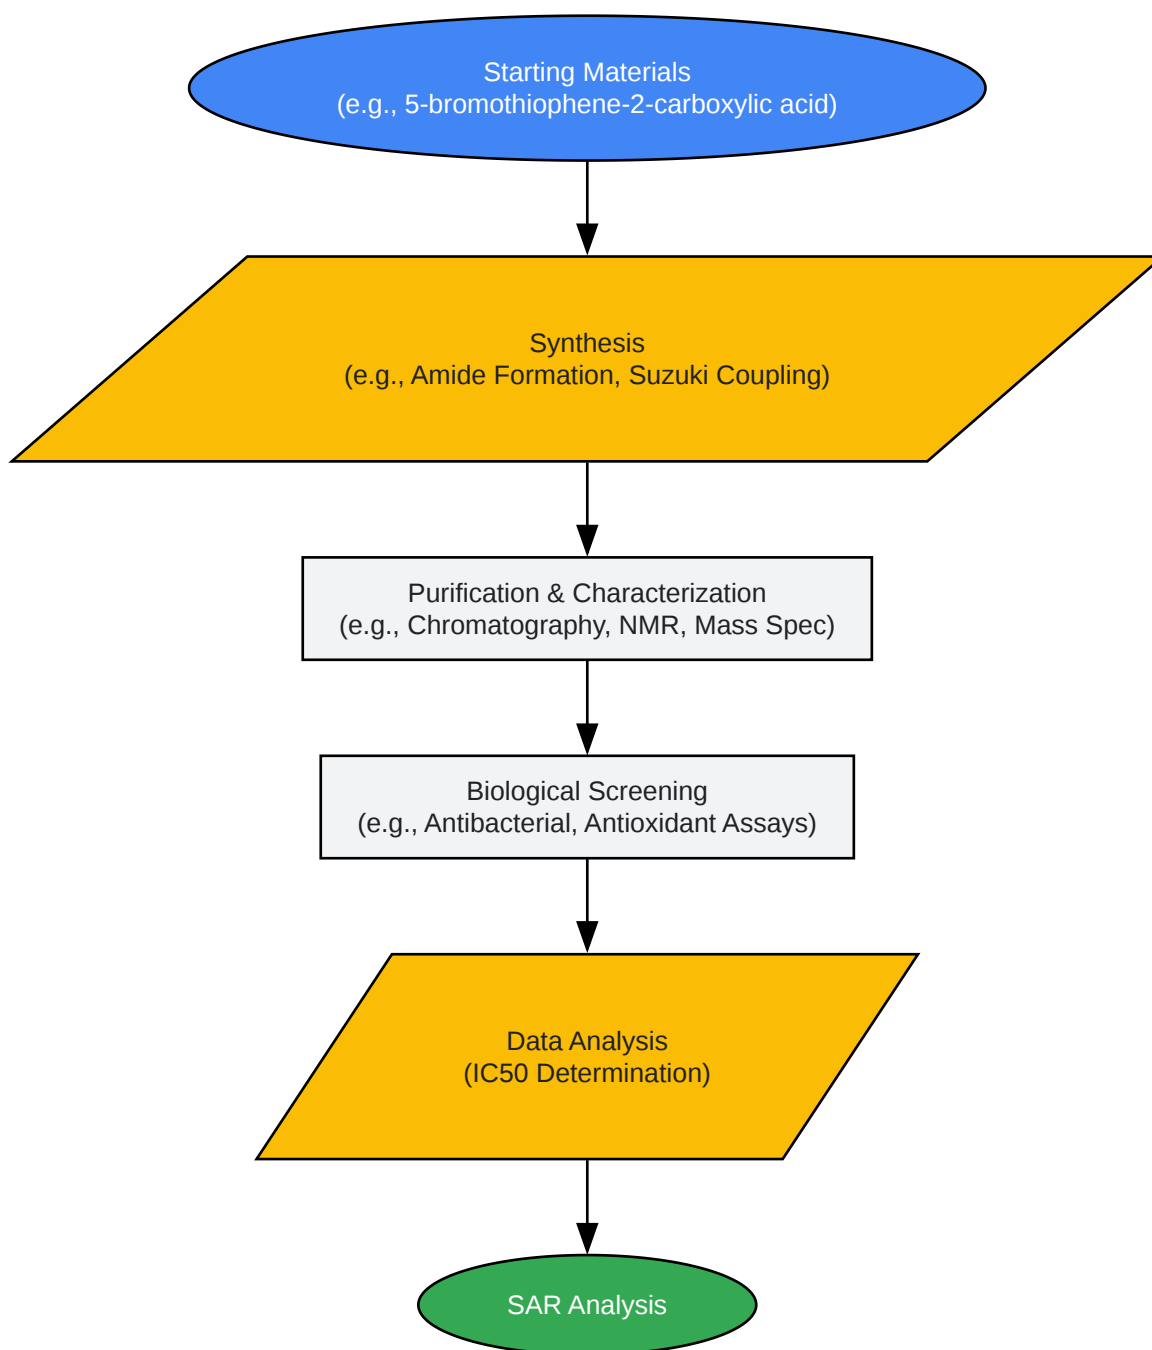 Starting Materials
(e.g., 5-bromothiophene-2-carboxylic acid)
Synthesis
(e.g., Amide Formation, Suzuki Coupling)
Purification & Characterization
(e.g., Chromatography, NMR, Mass Spec)
Biological Screening
(e.g., Antibacterial, Antioxidant Assays)
Data Analysis
(IC50 Determination)
SAR Analysis